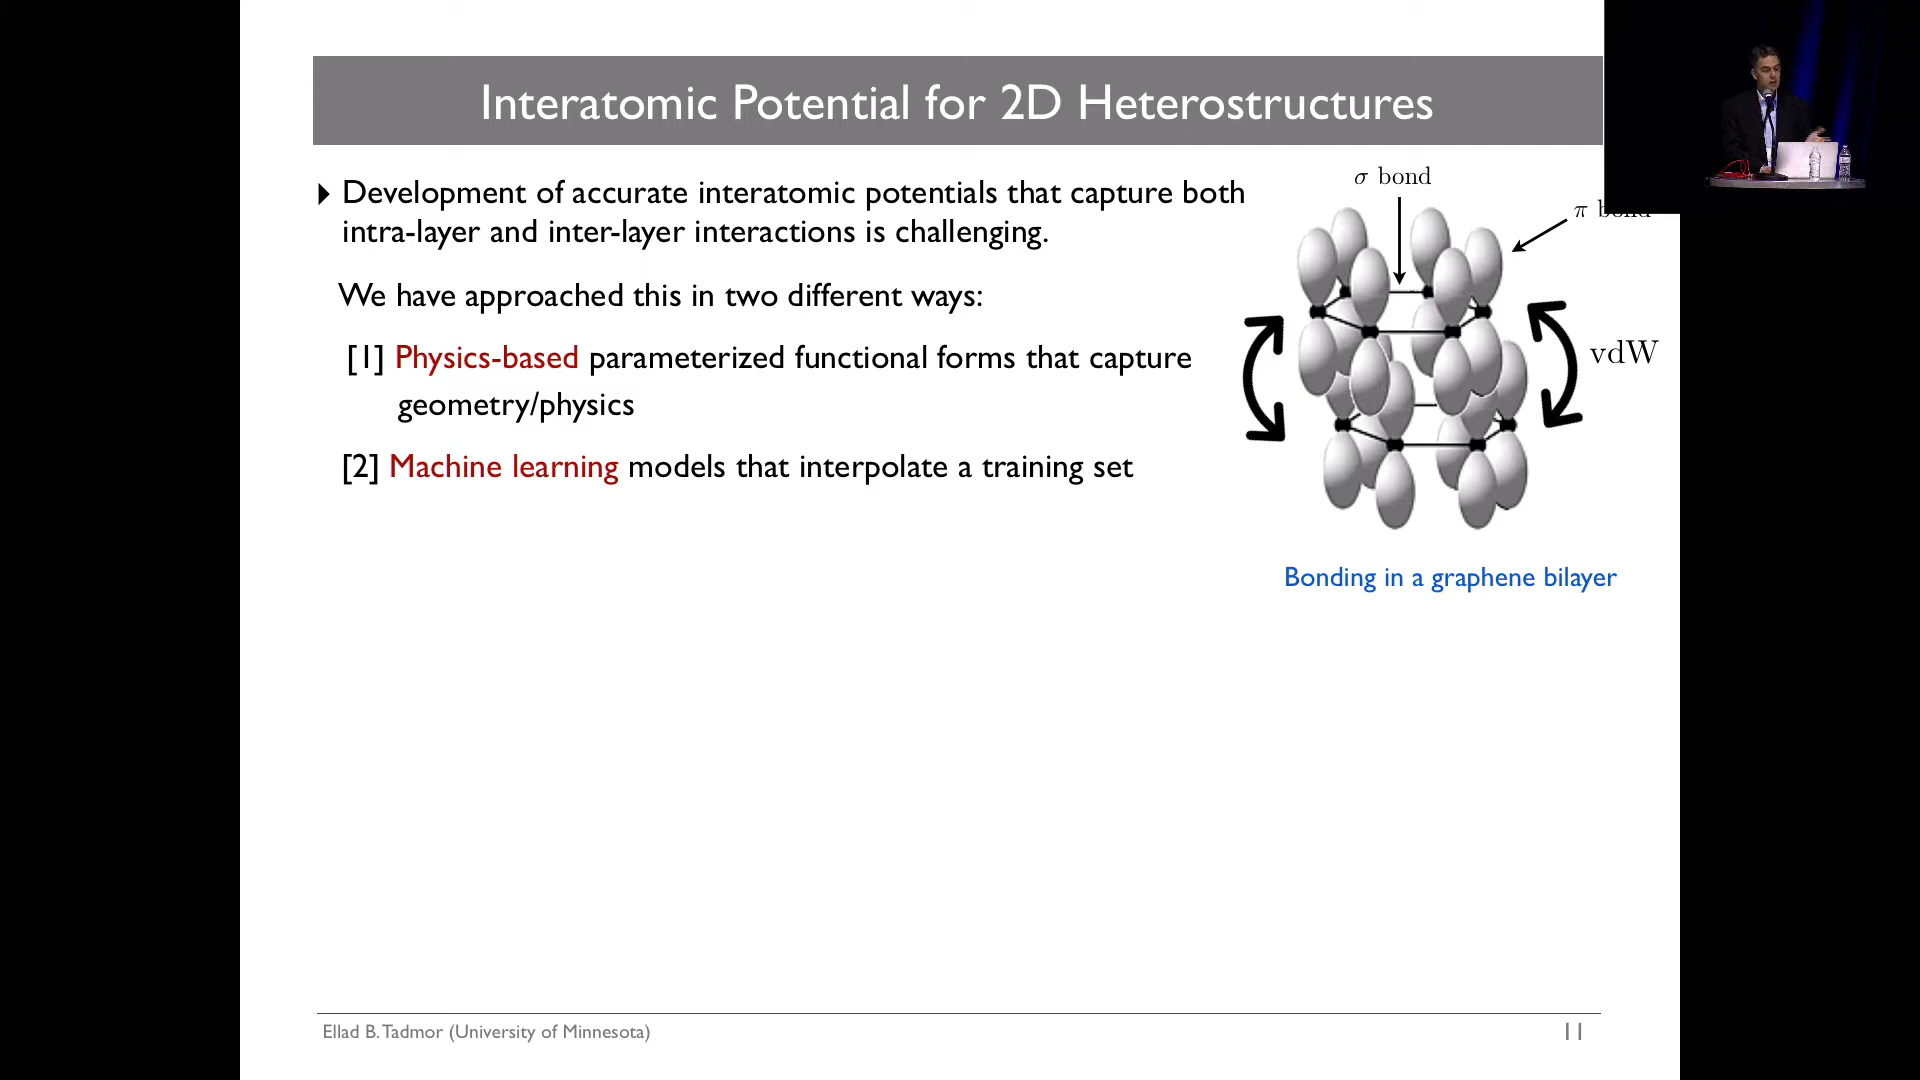 Interatomic Potential for 2D Heterostructures
Development of accurate interatomic potentials that capture both
intra-layer and inter-layer interactions is challenging.
We have approached this in two different ways:
[1] Physics-based parameterized functional forms that capture
geometry/physics
[2] Machine learning models that interpolate a training set
σ bond
π bond
vdW
Bonding in a graphene bilayer
Ellad B. Tadmor (University of Minnesota)
11